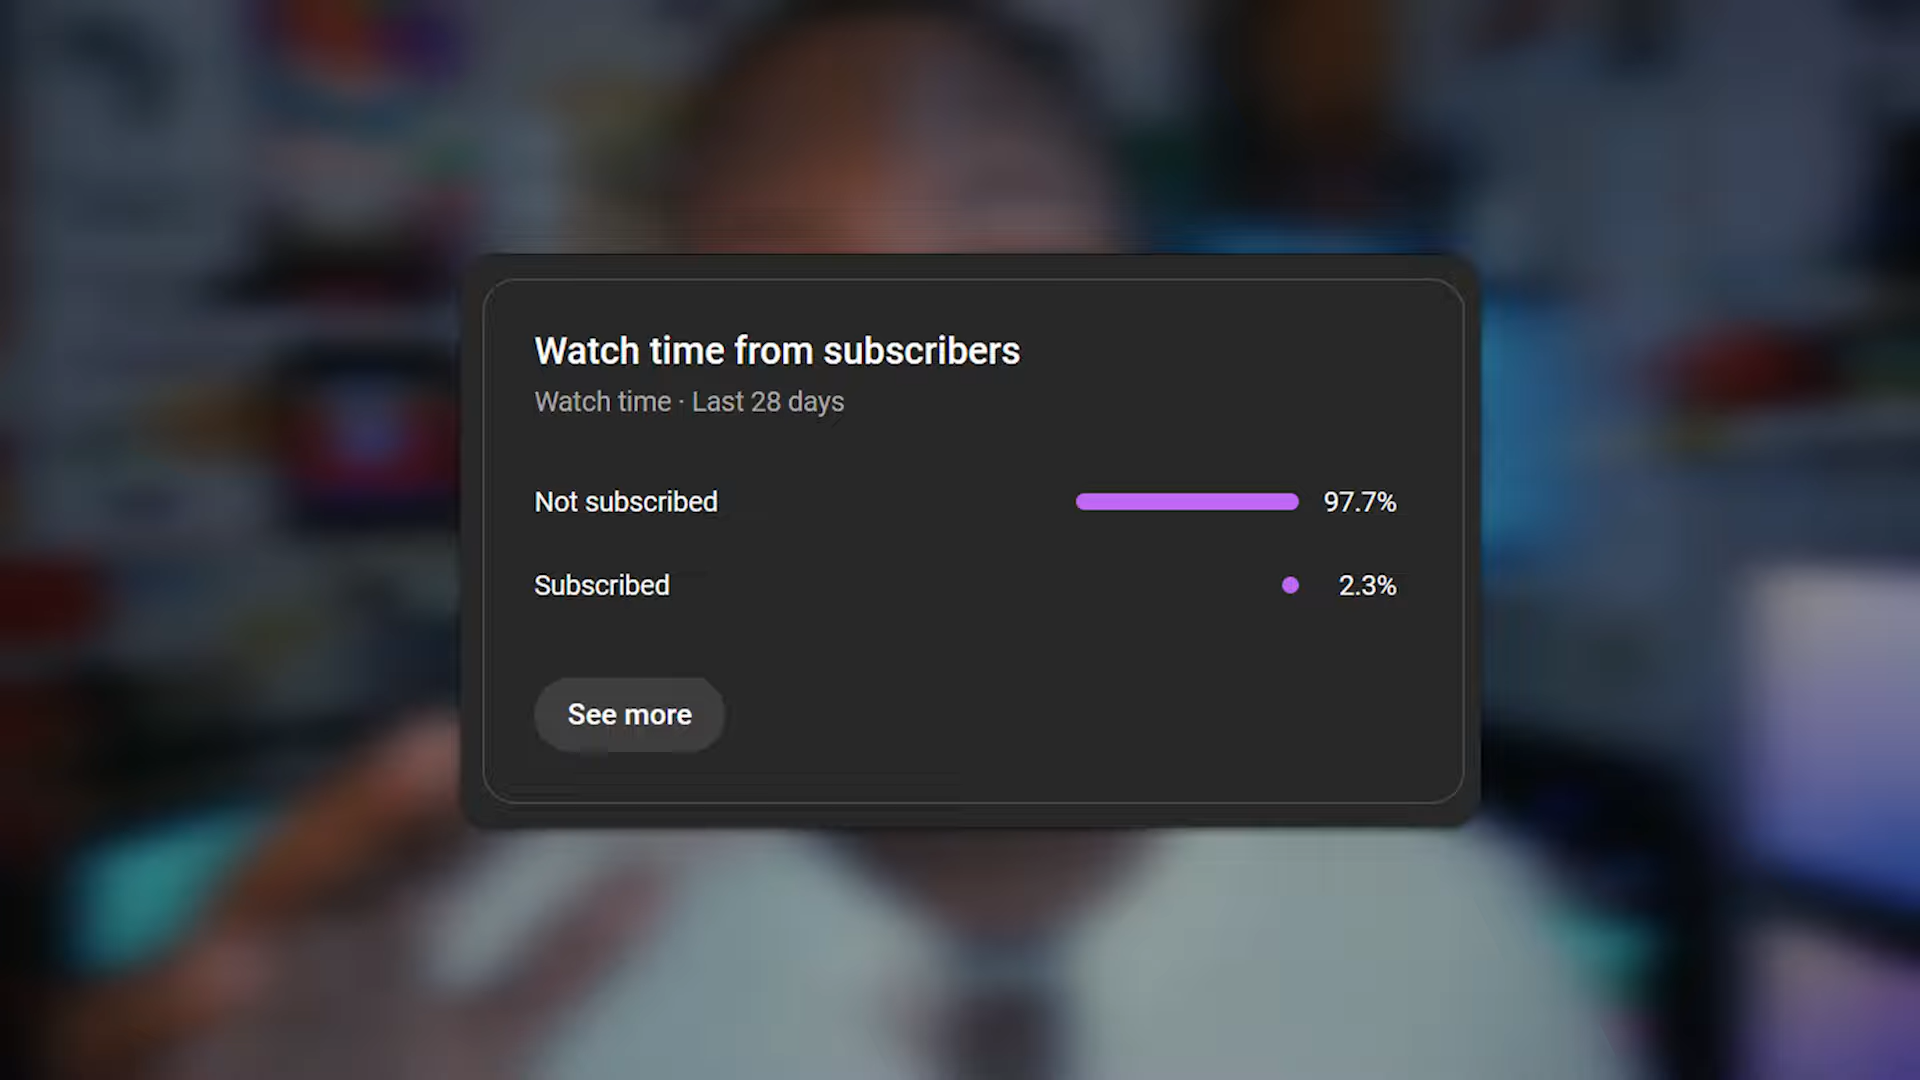 Watch time from subscribers
Watch time · Last 28 days
Not subscribed 97.7%
Subscribed 2.3%
See more